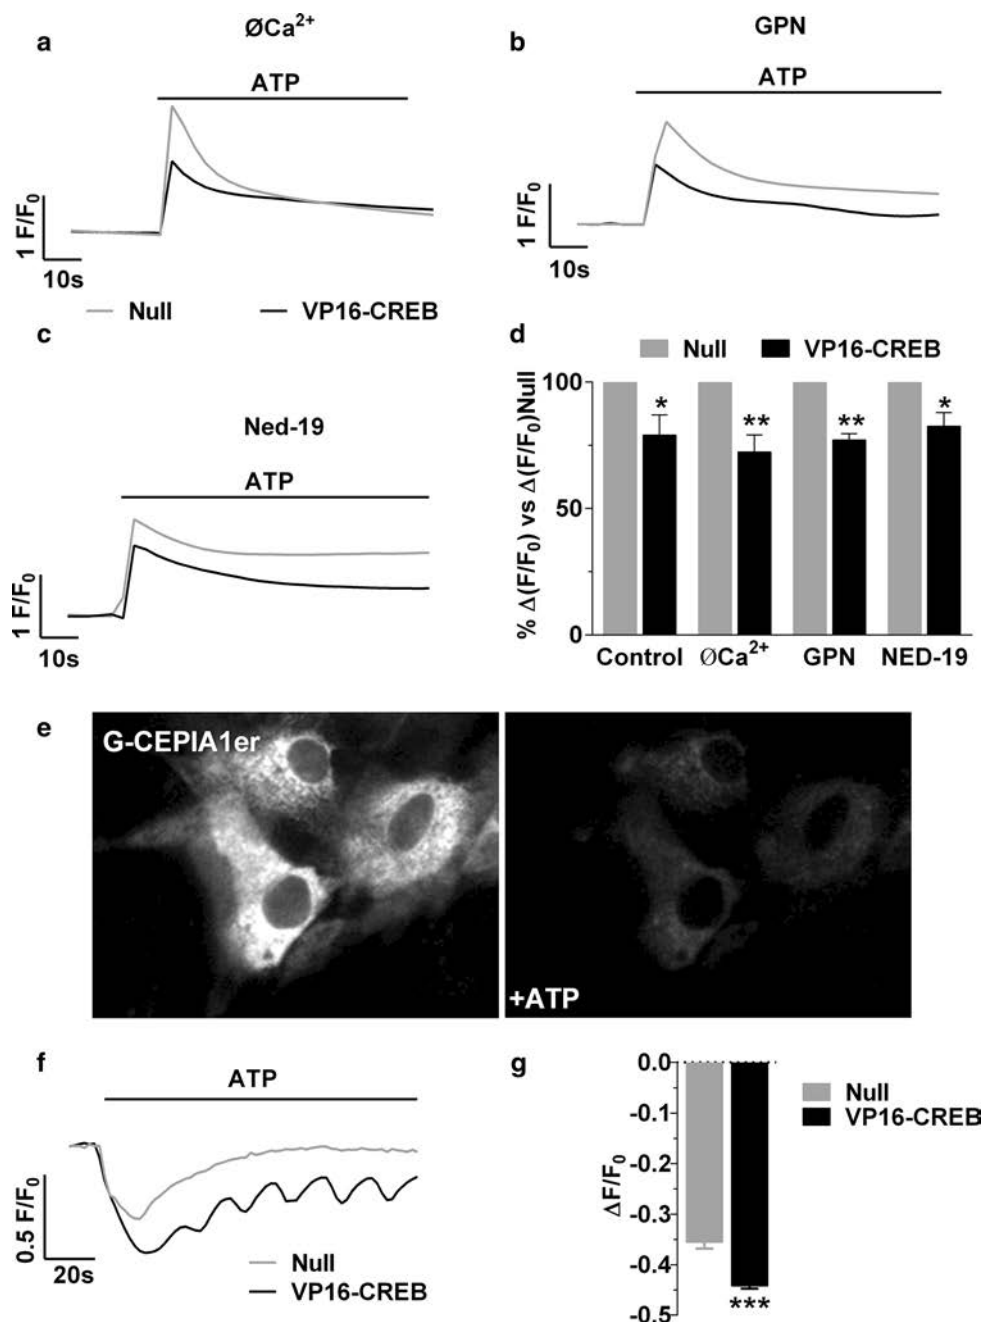 a
ØCa2+
b
GPN
ATP
ATP
1 F/F0
10s
1 F/F0
10s
Null
VP16-CREB
c
d
Null
VP16-CREB
Ned-19
ATP
1 F/F0
10s
% Δ(F/F0) vs Δ(F/F0)Null
100
50
0
*
**
**
*
Control
ØCa2+
GPN
NED-19
e
G-CEPIA1er
+ATP
f
ATP
0.5 F/F0
20s
Null
VP16-CREB
g
ΔF/F0
0.0
-0.1
-0.2
-0.3
-0.4
-0.5
***
Null
VP16-CREB